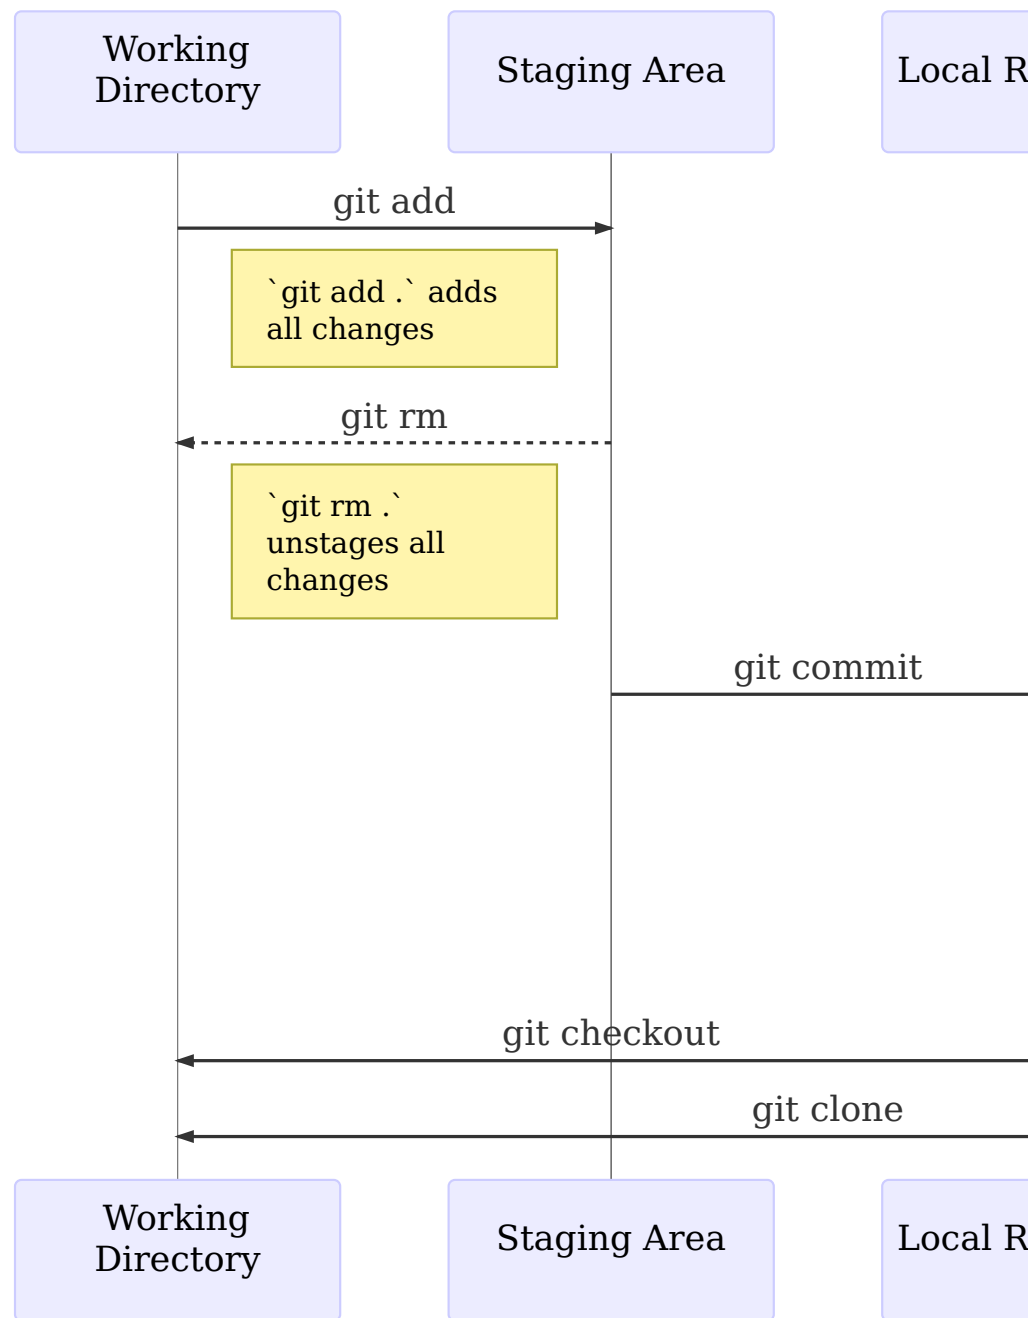 Working
Directory
Staging Area
Local R
git add
`git add .` adds
all changes
git rm
`git rm .`
unstages all
changes
git commit
git checkout
git clone
Working
Directory
Staging Area
Local R